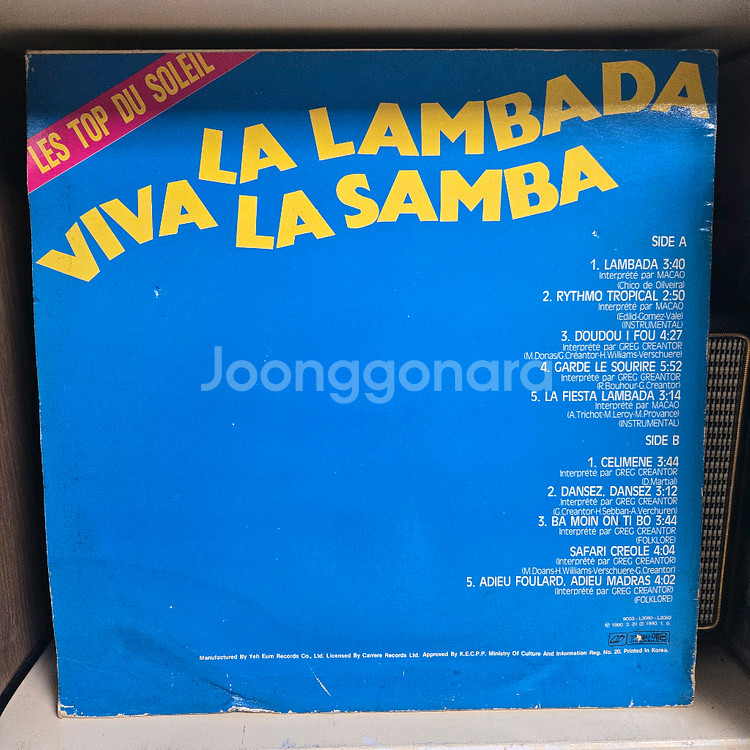 LES TOP DU SOLEIL
LA LAMBADA
VIVA LA SAMBA
SIDE A
1. LAMBADA 3:40
Interprété par MACAO
(Chico de Oilveira)
2. RYTHMO TROPICAL 2:50
Interprété par MACAO
(Edild-Gomez-Vale)
(INSTRUMENTAL)
3. DOUDOU I FOU 4:27
Interprété par GREG CREANTOR
(M.Donas/G.Creantor-H.Williams-Verschuere)
4. GARDE LE SOURIRE 5:52
Interprété par GREG CREANTOR
(R.Bouhour-G.Creantor)
5. LA FIESTA LAMBADA 3:14
Interprété par MACAO
(A.Trichot-M.Leroy-M.Provance)
(INSTRUMENTAL)
SIDE B
1. CELIMENE 3:44
Interprété par GREG CREANTOR
(D.Martial)
2. DANSEZ, DANSEZ 3:12
Interprété par GREG CREANTOR
(G.Creantor-H.Sebban-A.Verchuren)
3. BA MOIN ON TI BO 3:44
Interprété par GREG CREANTOR
(FOLKLORE)
SAFARI CREOLE 4:04
(Interprété par GREG CREANTOR)
(M.Doans-H.Williams-Verschuere-G.Creantor)
5. ADIEU FOULARD, ADIEU MADRAS 4:02
(Interprété par GREG CREANTOR)
(FOLKLORE)
Manufactured By Yeh Eum Records Co., Ltd. Licensed By Carrere Records Ltd. Approved By K.E.C.P.P. Ministry Of Culture And Information Reg. No. 20. Printed in Korea.
Joonggonara